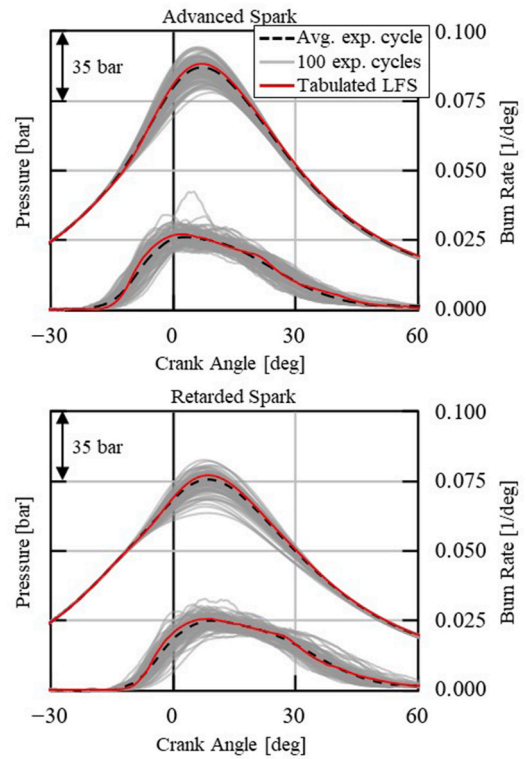 Advanced Spark
Avg. exp. cycle
100 exp. cycles
Tabulated LFS
35 bar
Pressure [bar]
0.100
0.075
0.050
0.025
0.000
Burn Rate [1/deg]
−30 0 30 60
Crank Angle [deg]
Retarded Spark
35 bar
Pressure [bar]
0.100
0.075
0.050
0.025
0.000
Burn Rate [1/deg]
−30 0 30 60
Crank Angle [deg]